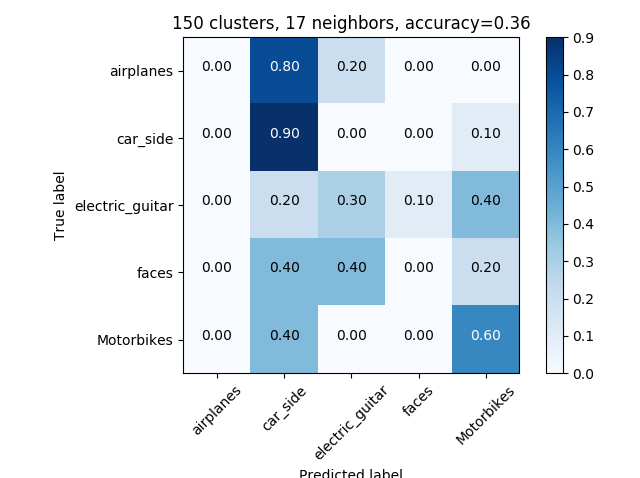 150 clusters, 17 neighbors, accuracy=0.36
True label
airplanes 0.00 0.80 0.20 0.00 0.00
car_side 0.00 0.90 0.00 0.00 0.10
electric_guitar 0.00 0.20 0.30 0.10 0.40
faces 0.00 0.40 0.40 0.00 0.20
Motorbikes 0.00 0.40 0.00 0.00 0.60
airplanes car_side electric_guitar faces Motorbikes
Predicted label
0.9
0.8
0.7
0.6
0.5
0.4
0.3
0.2
0.1
0.0